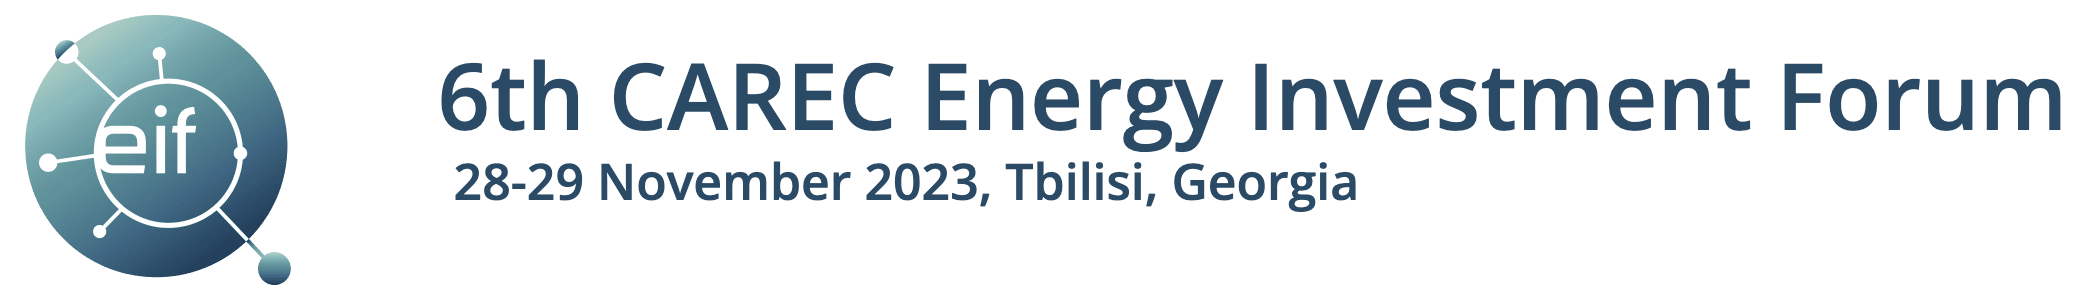 eif
6th CAREC Energy Investment Forum
28-29 November 2023, Tbilisi, Georgia